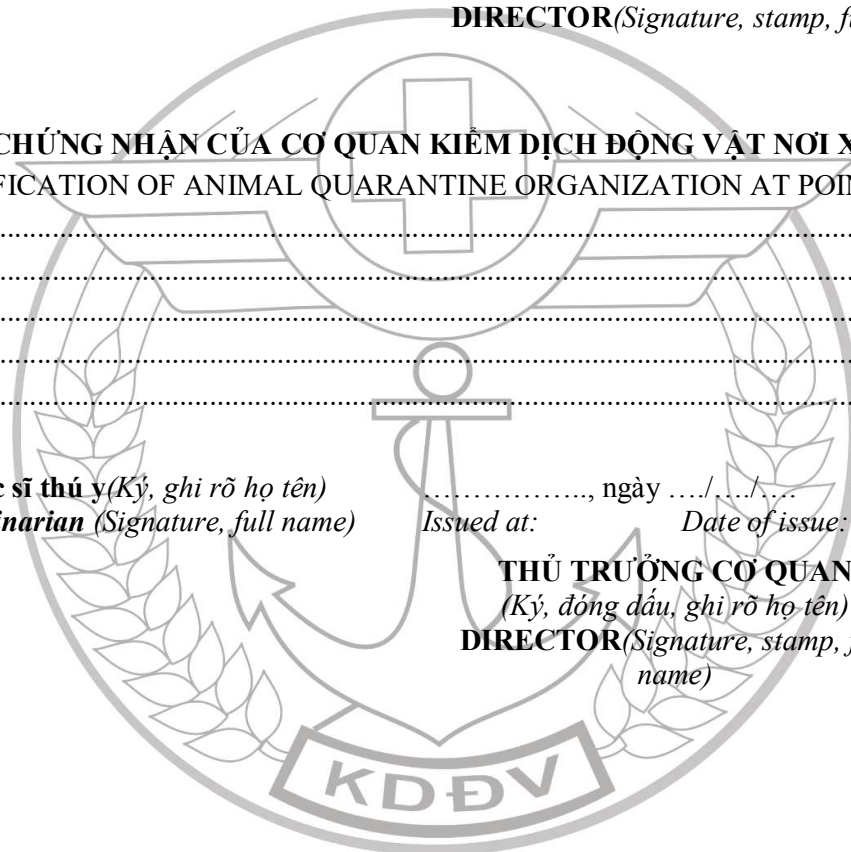 DIRECTOR(Signature, stamp, fu
CHỨNG NHẬN CỦA CƠ QUAN KIỂM DỊCH ĐỘNG VẬT NƠI X
FICATION OF ANIMAL QUARANTINE ORGANIZATION AT POIN
................................................................................
................................................................................
................................................................................
................................................................................
................................................................................
c sĩ thú y(Ký, ghi rõ họ tên) …………….., ngày …./…./….
inarian (Signature, full name) Issued at: Date of issue:
THỦ TRƯỞNG CƠ QUAN
(Ký, đóng dấu, ghi rõ họ tên)
DIRECTOR(Signature, stamp, f
name)
KDĐV